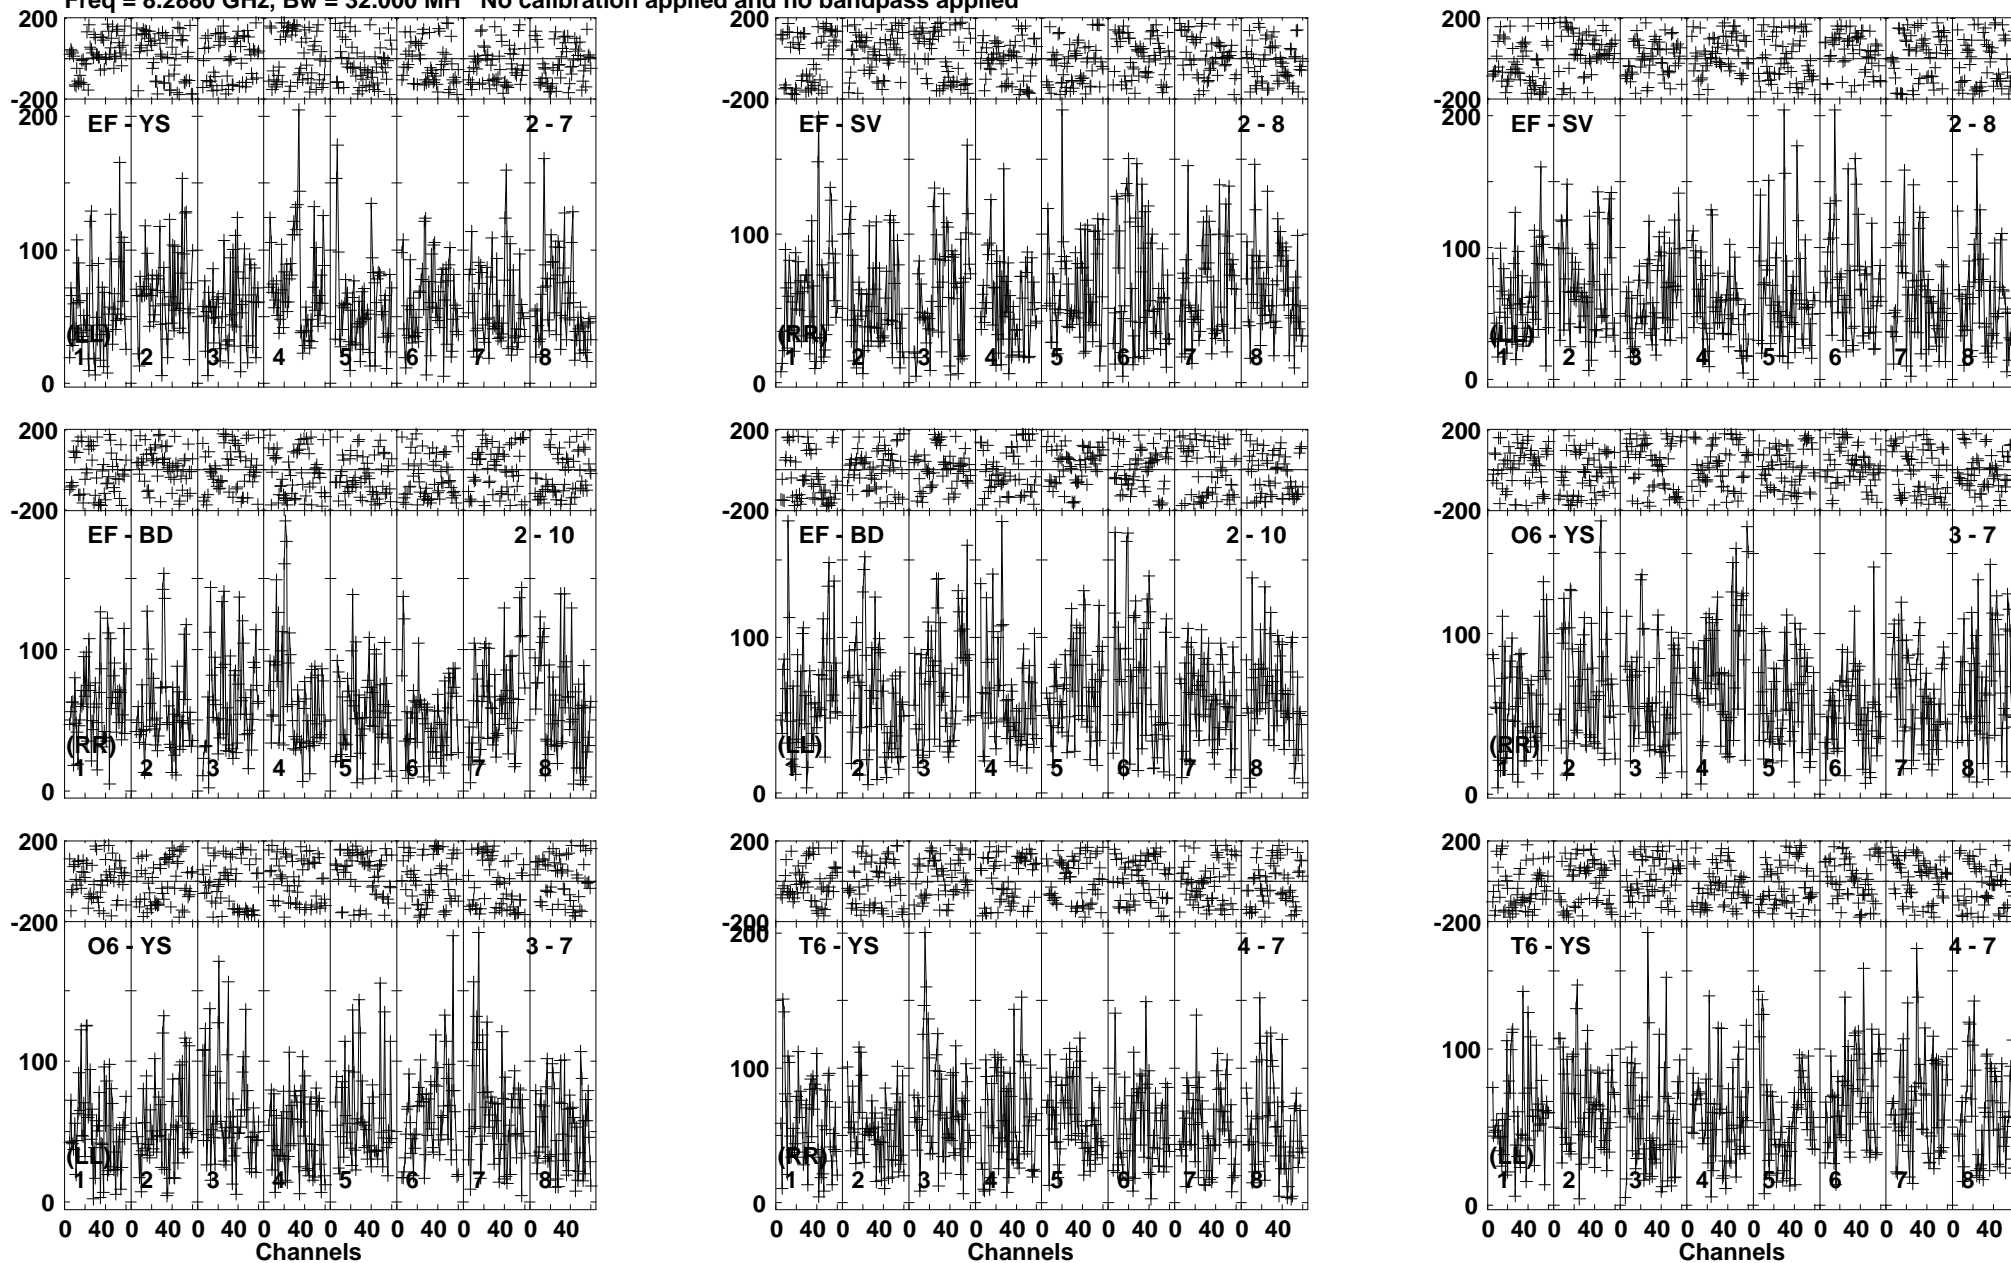 Freq = 8.2880 GHz, Bw = 32.000 MH No calibration applied and no bandpass applied
200 200 200
-200 -200 -200
200 EF - YS 2 - 7 EF - SV 2 - 8 200 EF - SV 2 - 8
100 100 100
(LL) (RR) (LL)
1 2 3 4 5 6 7 8 1 2 3 4 5 6 7 8 1 2 3 4 5 6 7 8
0 0 0
200 200 200
-200 -200 -200
EF - BD 2 - 10 EF - BD 2 - 10 O6 - YS 3 - 7
100 100 100
(RR) (LL) (RR)
1 2 3 4 5 6 7 8 1 2 3 4 5 6 7 8 1 2 3 4 5 6 7 8
0 0 0
200 200 200
-200 -200 -200
O6 - YS 3 - 7 200 T6 - YS 4 - 7 T6 - YS 4 - 7
100 100 100
(LL) (RR) (LL)
1 2 3 4 5 6 7 8 1 2 3 4 5 6 7 8 1 2 3 4 5 6 7 8
0 0 0
0 40 0 40 0 40 0 40 0 40 0 40 0 40 0 40 0 40 0 40 0 40 0 40 0 40 0 40 0 40 0 40 0 40 0 40 0 40 0 40 0 40 0 40 0 40 0 40
Channels Channels Channels